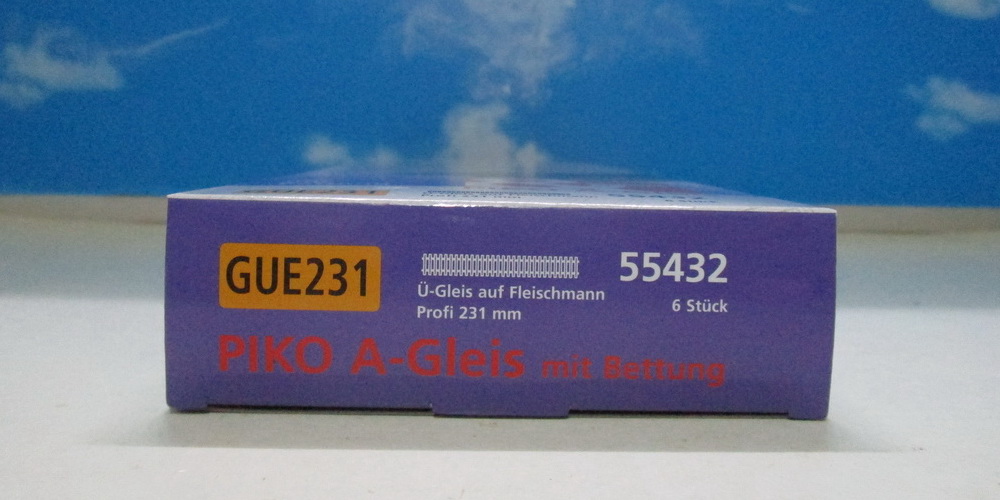 GUE231
Ü-Gleis auf Fleischmann
Profi 231 mm
55432
6 Stück
PIKO A-Gleis mit Bettung